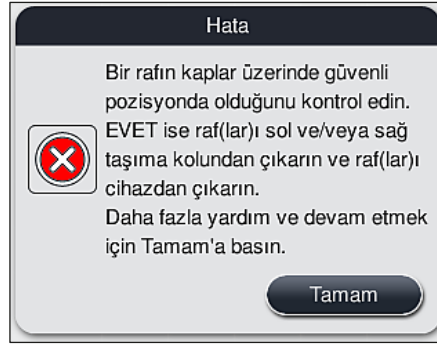 Hata
Bir rafın kaplar üzerinde güvenli
pozisyonda olduğunu kontrol edin.
EVET ise raf(lar)ı sol ve/veya sağ
taşıma kolundan çıkarın ve raf(lar)ı
cihazdan çıkarın.
Daha fazla yardım ve devam etmek
için Tamam'a basın.
Tamam